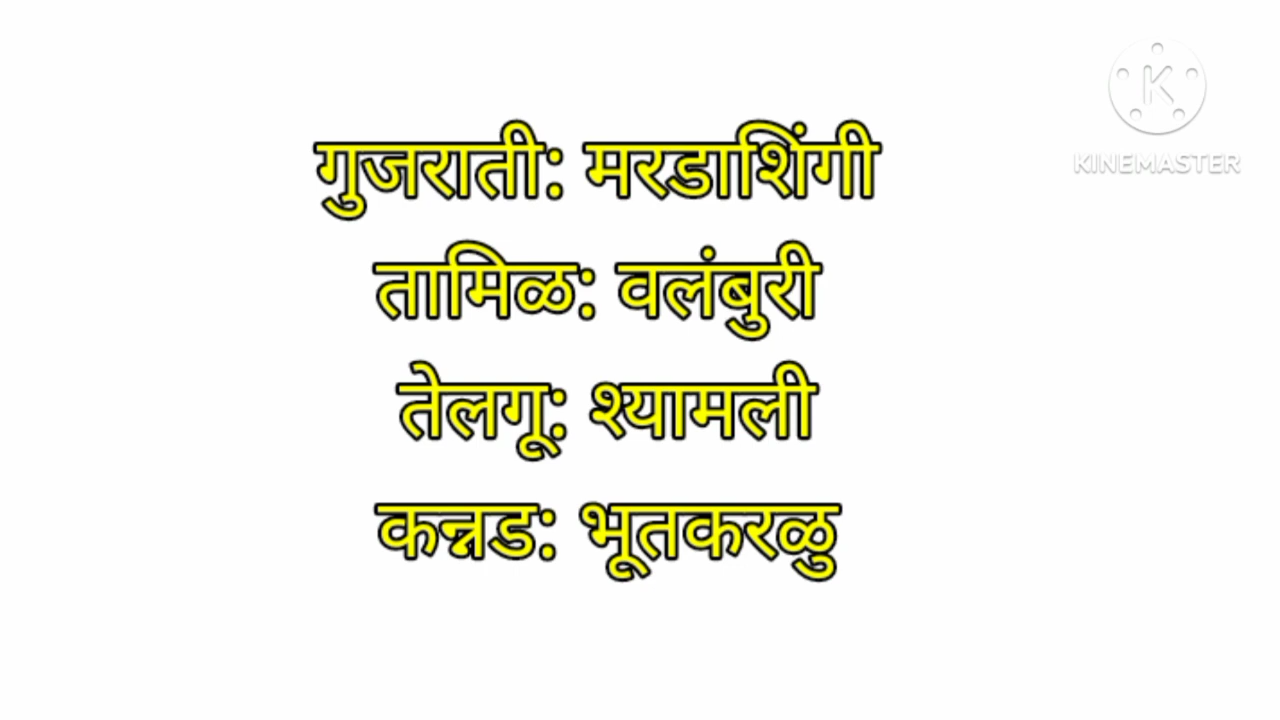 गुजराती: मरडाशिंगी
तामिळ: वलंबुरी
तेलगू: श्यामली
कन्नड: भूतकरळु
K
KINEMASTER